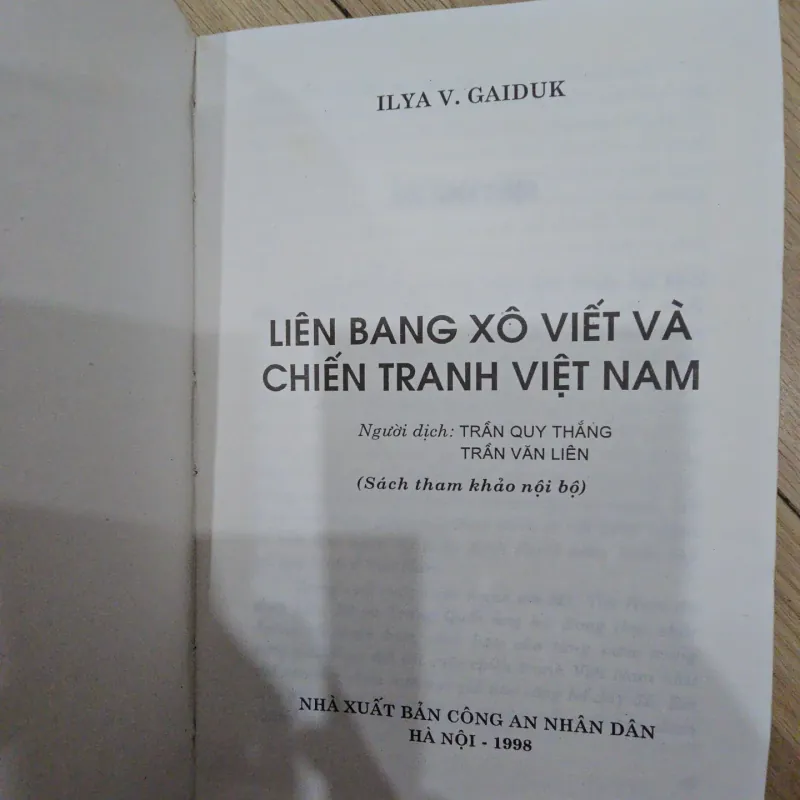 ILYA V. GAIDUK
LIÊN BANG XÔ VIẾT VÀ
CHIẾN TRANH VIỆT NAM
Người dịch: TRẦN QUY THẮNG
TRẦN VĂN LIÊN
(Sách tham khảo nội bộ)
NHÀ XUẤT BẢN CÔNG AN NHÂN DÂN
HÀ NỘI - 1998